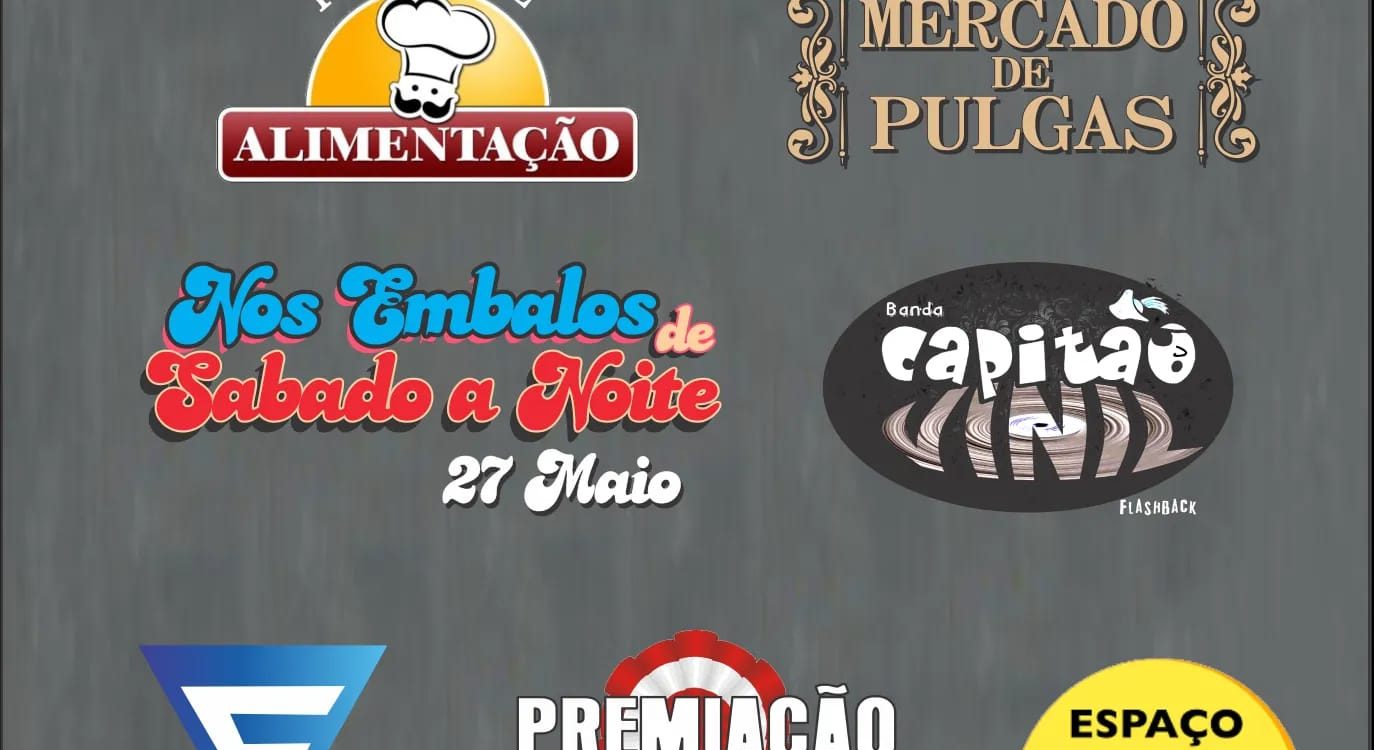 ALIMENTAÇÃO
MERCADO
DE
PULGAS
Nos Embalos de
Sabado a Noite
27 Maio
Banda
capitão
VINIL
FLASHBACK
PREMIAÇÃO
ESPAÇO